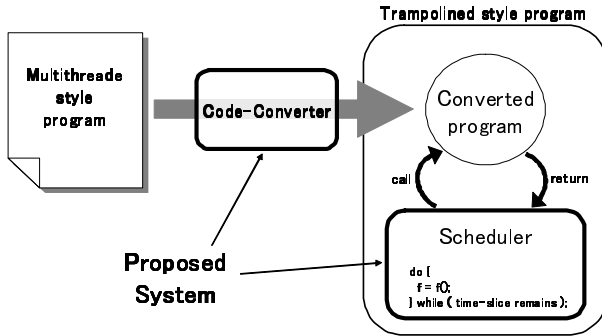 Trampolined style program
Multithreade
style
program
Code-Converter
Converted
program
call
return
Scheduler
do {
f = f();
} while ( time-slice remains );
Proposed
System